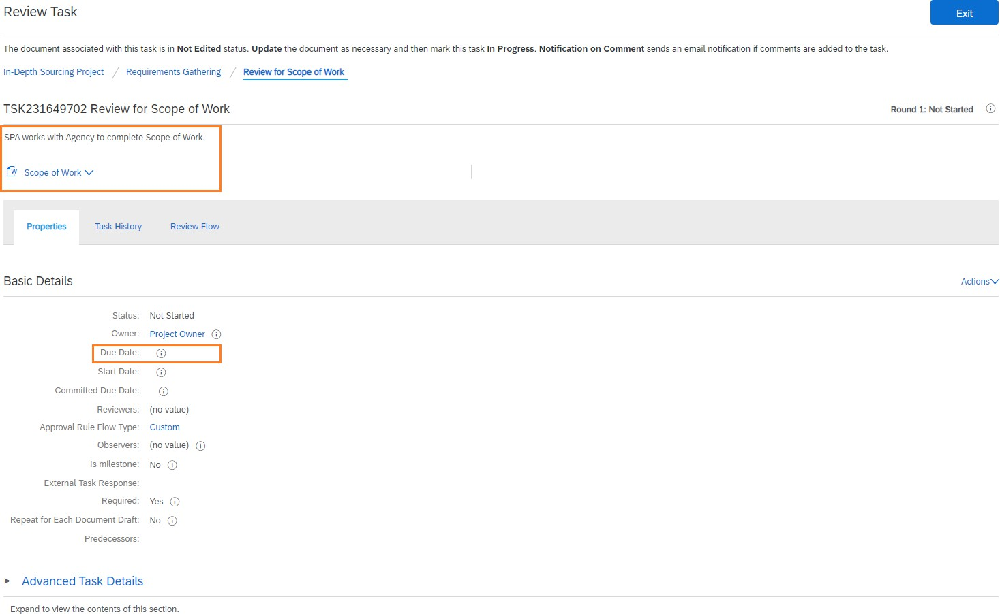 Review Task
Exit
The document associated with this task is in Not Edited status. Update the document as necessary and then mark this task In Progress. Notification on Comment sends an email notification if comments are added to the task.
In-Depth Sourcing Project / Requirements Gathering / Review for Scope of Work
TSK231649702 Review for Scope of Work
Round 1: Not Started
SPA works with Agency to complete Scope of Work.
W Scope of Work
Properties Task History Review Flow
Basic Details
Actions
Status: Not Started
Owner: Project Owner
Due Date:
Start Date:
Committed Due Date:
Reviewers: (no value)
Approval Rule Flow Type: Custom
Observers: (no value)
Is milestone: No
External Task Response:
Required: Yes
Repeat for Each Document Draft: No
Predecessors:
Advanced Task Details
Expand to view the contents of this section.